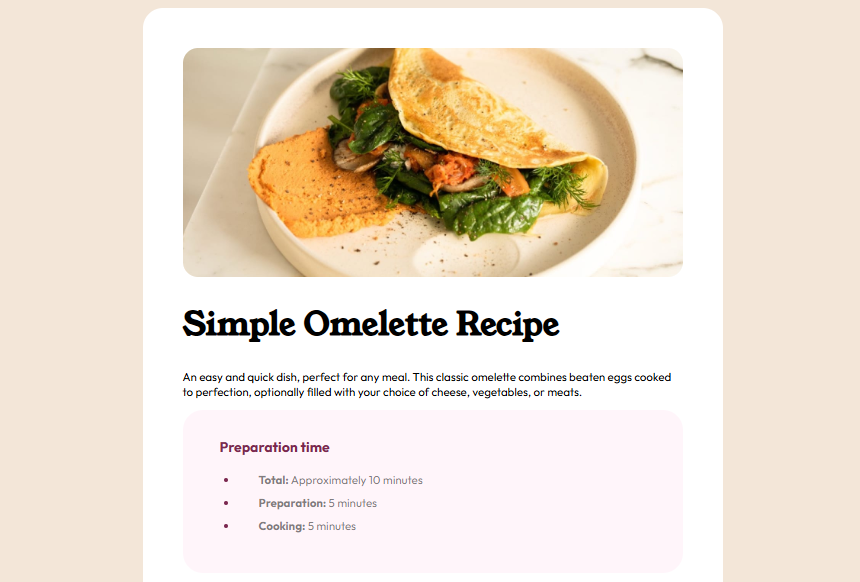 Simple Omelette Recipe
An easy and quick dish, perfect for any meal. This classic omelette combines beaten eggs cooked
to perfection, optionally filled with your choice of cheese, vegetables, or meats.
Preparation time
• Total: Approximately 10 minutes
• Preparation: 5 minutes
• Cooking: 5 minutes